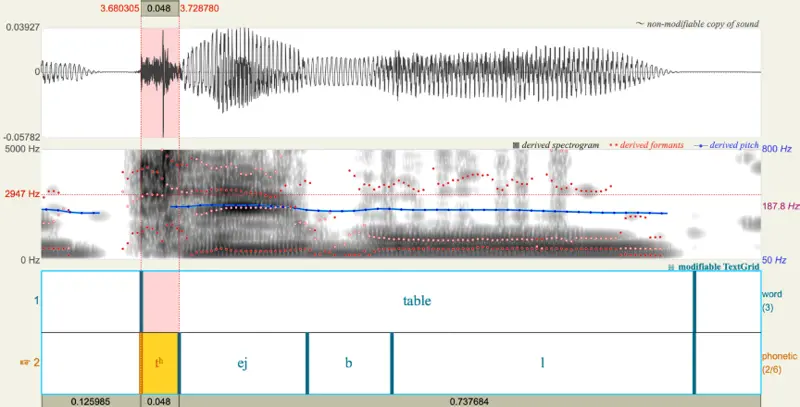 3.680305 0.048 3.728780
0.03927 ~ non-modifiable copy of sound
0
-0.05782
5000 Hz derived spectrogram derived formants derived pitch 800 Hz
2947 Hz
187.8 Hz
0 Hz 50 Hz
modifiable TextGrid
1 table word
(3)
2 tʰ ej b l phonetic
(2/6)
0.125985 0.048 0.737684